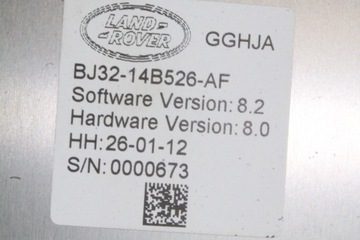 LAND
ROVER
GGHJA
BJ32-14B526-AF
Software Version: 8.2
Hardware Version: 8.0
HH: 26-01-12
S/N: 0000673